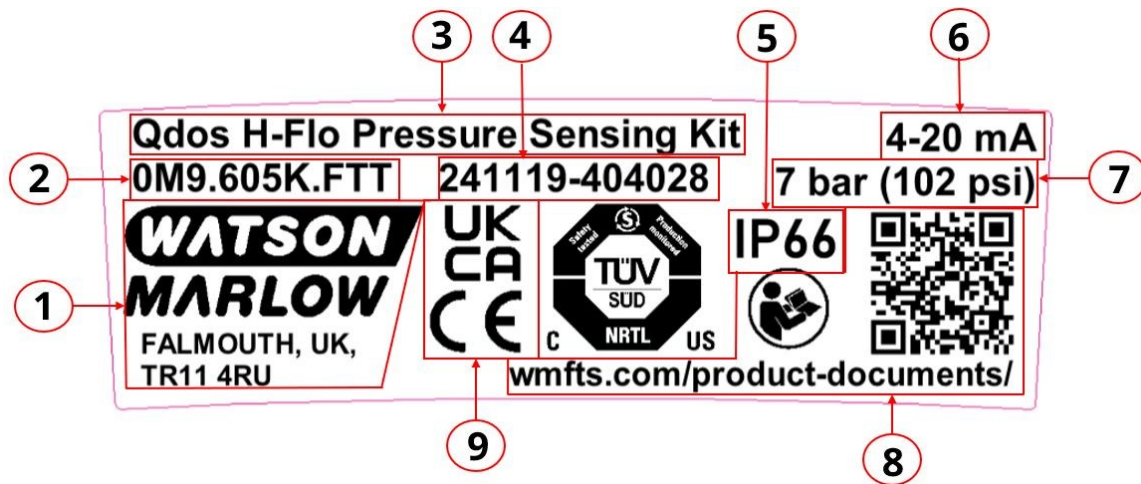 3
4
5
6
Qdos H-Flo Pressure Sensing Kit
4-20 mA
2
0M9.605K.FTT
241119-404028
7 bar (102 psi)
7
WATSON
MARLOW
FALMOUTH, UK,
TR11 4RU
1
UK
CA
CE
Safety
tested
S
Production
monitored
TÜV
SÜD
NRTL
C
US
IP66
wmfts.com/product-documents/
9
8